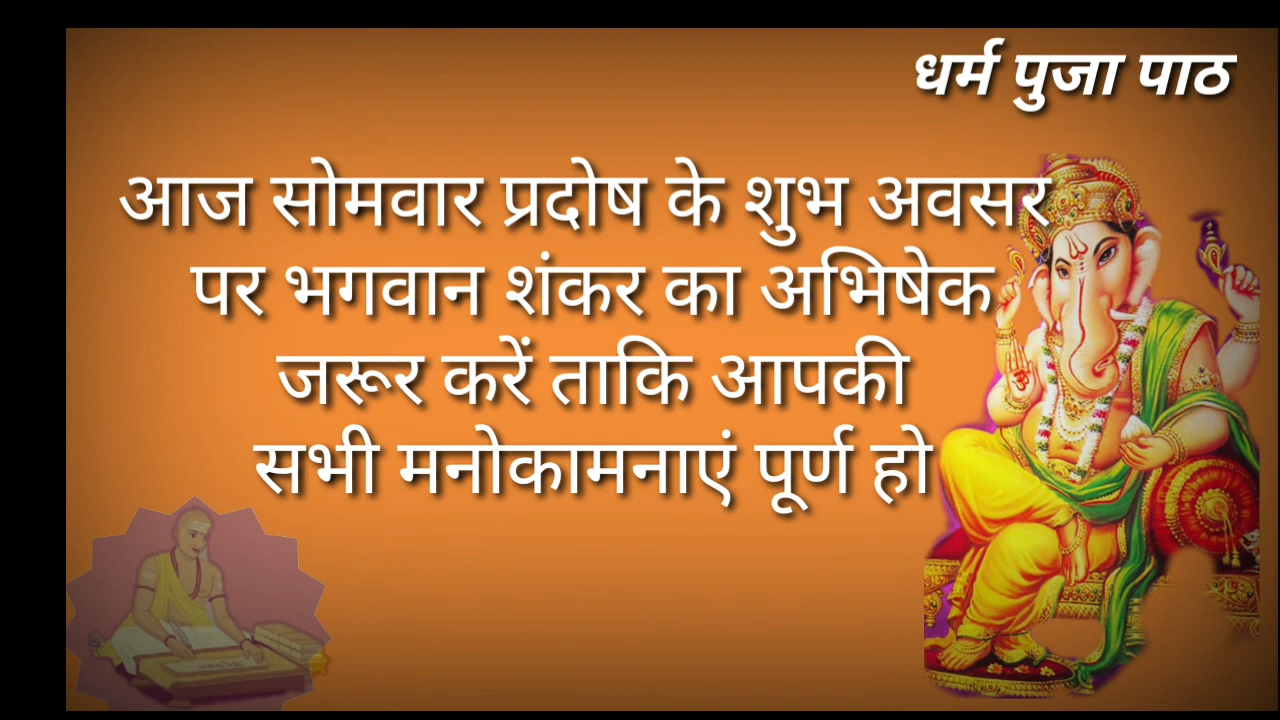 धर्म पुजा पाठ
आज सोमवार प्रदोष के शुभ अवसर
पर भगवान शंकर का अभिषेक
जरूर करें ताकि आपकी
सभी मनोकामनाएं पूर्ण हो